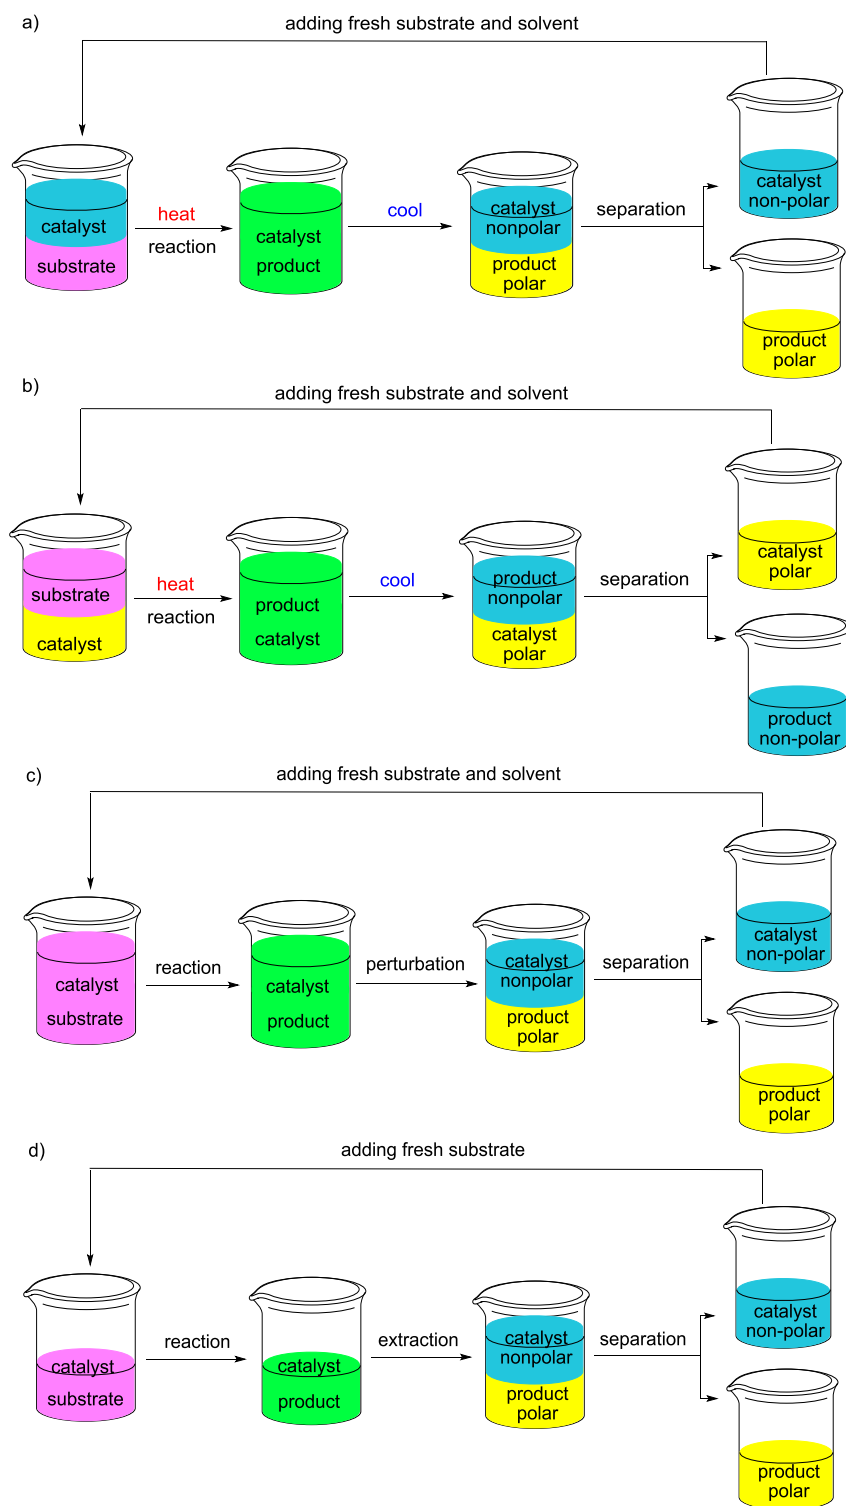 a)
adding fresh substrate and solvent
catalyst
substrate
heat
reaction
catalyst
product
cool
catalyst
nonpolar
product
polar
separation
catalyst
non-polar
product
polar
b)
adding fresh substrate and solvent
substrate
catalyst
heat
reaction
product
catalyst
cool
product
nonpolar
catalyst
polar
separation
catalyst
polar
product
non-polar
c)
adding fresh substrate and solvent
catalyst
substrate
reaction
catalyst
product
perturbation
catalyst
nonpolar
product
polar
separation
catalyst
non-polar
product
polar
d)
adding fresh substrate
catalyst
substrate
reaction
catalyst
product
extraction
catalyst
nonpolar
product
polar
separation
catalyst
non-polar
product
polar